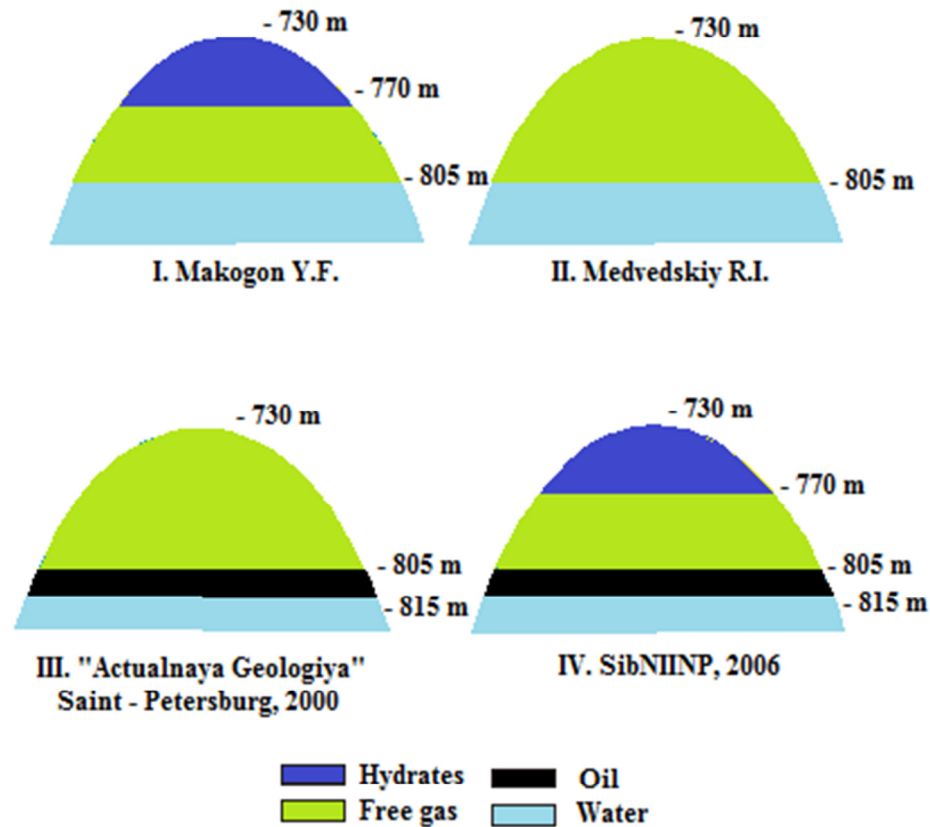 - 730 m
- 730 m
- 770 m
- 805 m
- 805 m
I. Makogon Y.F.
II. Medvedskiy R.I.
- 730 m
- 730 m
- 770 m
- 805 m
- 805 m
- 815 m
- 815 m
III. "Actualnaya Geologiya"
Saint - Petersburg, 2000
IV. SibNIINP, 2006
Hydrates
Oil
Free gas
Water